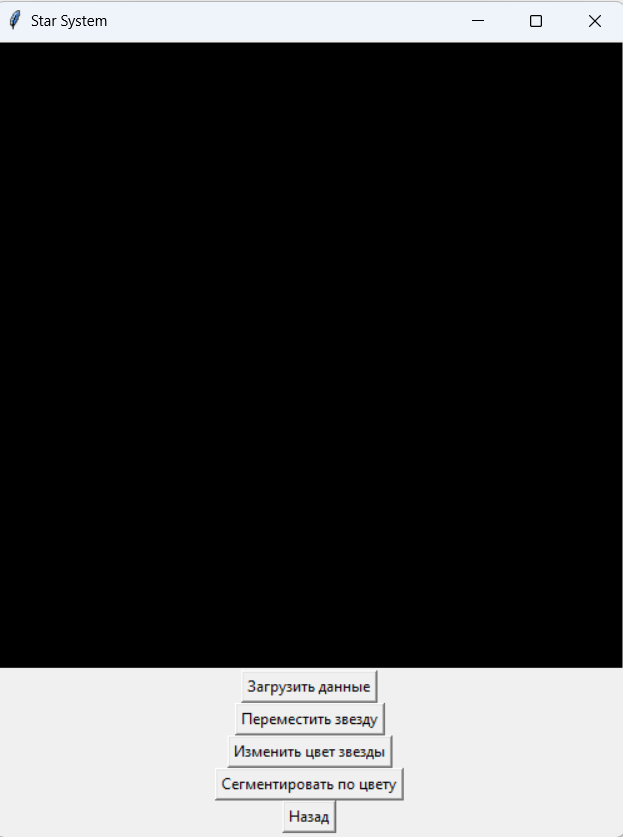 Star System
Загрузить данные
Переместить звезду
Изменить цвет звезды
Сегментировать по цвету
Назад